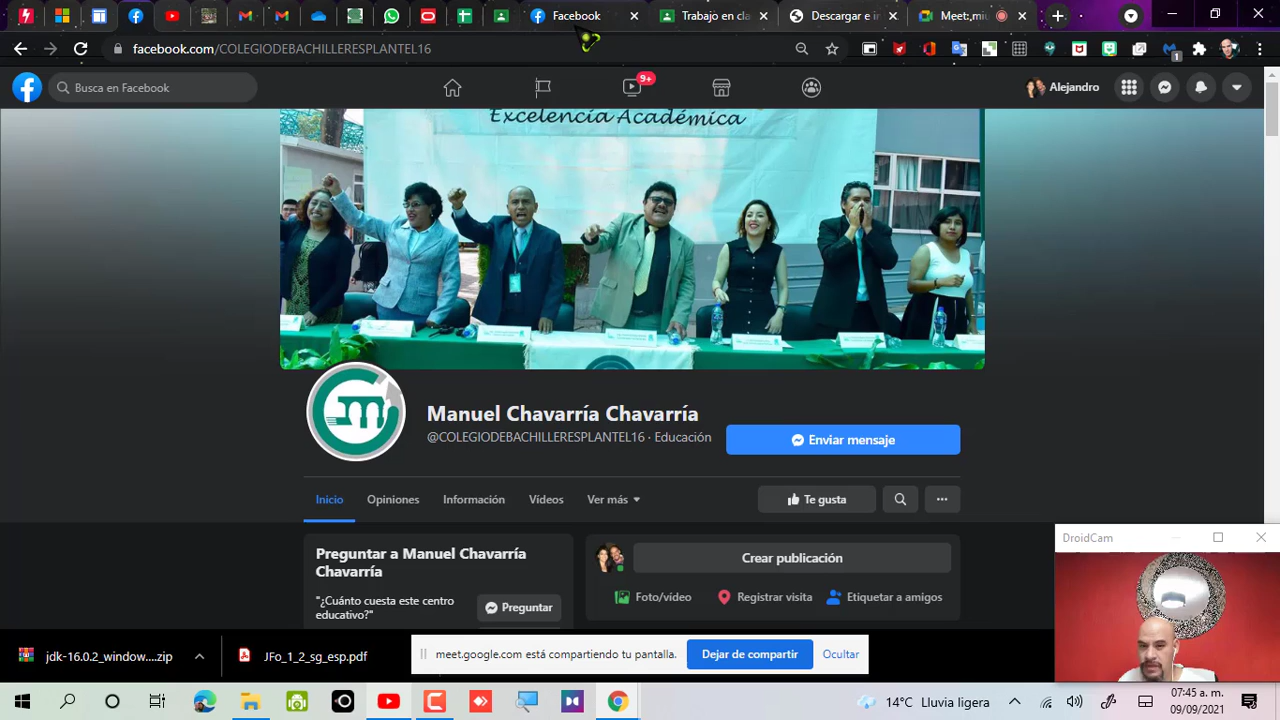 Facebook
Trabajo en cla
Descargar e in
Meet:
facebook.com/COLEGIODEBACHILLERESPLANTEL16
1
Busca en Facebook
9+
Alejandro
Excelencia Académica
Manuel Chavarría Chavarría
@COLEGIODEBACHILLERESPLANTEL16 · Educación
Enviar mensaje
Inicio
Opiniones
Información
Videos
Ver más
Te gusta
Preguntar a Manuel Chavarría
Chavarría
"¿Cuánto cuesta este centro
educativo?"
Preguntar
Crear publicación
Foto/vídeo
Registrar visita
Etiquetar a amigos
DroidCam
jdk-16.0.2_window....zip
JFo_1_2_sg_esp.pdf
meet.google.com está compartiendo tu pantalla.
Dejar de compartir
Ocultar
14°C Lluvia ligera
07:45 a. m.
09/09/2021